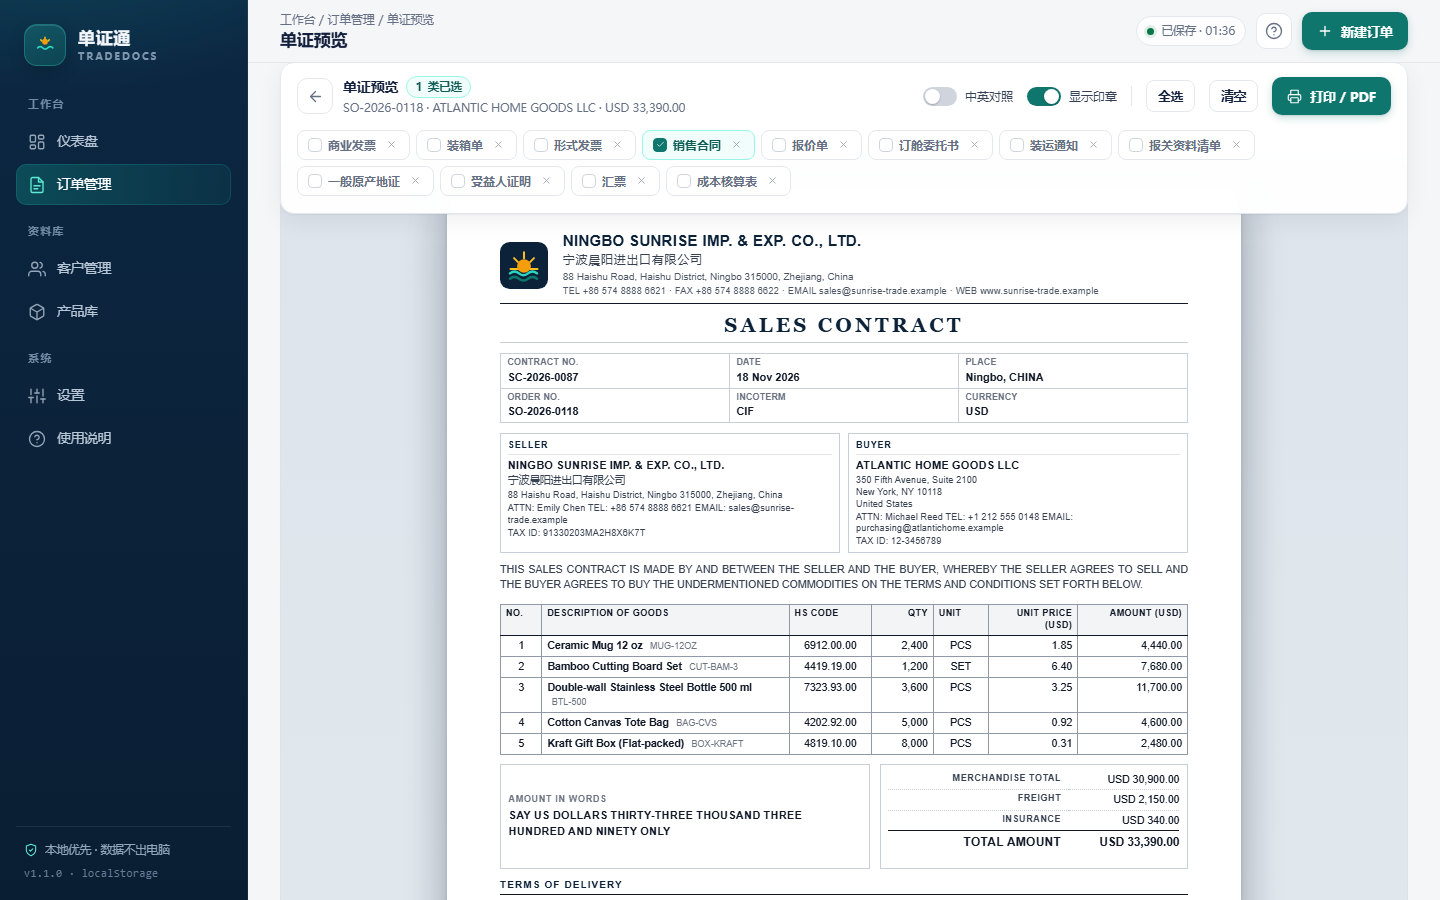 单证通
TRADEDOCS
工作台
仪表盘
订单管理
资料库
客户管理
产品库
系统
设置
使用说明
本地优先 · 数据不出电脑
v1.1.0 · localStorage
工作台 / 订单管理 / 单证预览
单证预览
已保存 · 01:36
新建订单
单证预览 1 类已选
SO-2026-0118 · ATLANTIC HOME GOODS LLC · USD 33,390.00
中英对照 显示印章 全选 清空 打印 / PDF
商业发票 × 装箱单 × 形式发票 × 销售合同 × 报价单 × 订舱委托书 × 装运通知 × 报关资料清单 ×
一般原产地证 × 受益人证明 × 汇票 × 成本核算表 ×
NINGBO SUNRISE IMP. & EXP. CO., LTD.
宁波晨阳进出口有限公司
88 Haishu Road, Haishu District, Ningbo 315000, Zhejiang, China
TEL +86 574 8888 6621 · FAX +86 574 8888 6622 · EMAIL sales@sunrise-trade.example · WEB www.sunrise-trade.example
SALES CONTRACT
CONTRACT NO. DATE PLACE
SC-2026-0087 18 Nov 2026 Ningbo, CHINA
ORDER NO. INCOTERM CURRENCY
SO-2026-0118 CIF USD
SELLER
NINGBO SUNRISE IMP. & EXP. CO., LTD.
宁波晨阳进出口有限公司
88 Haishu Road, Haishu District, Ningbo 315000, Zhejiang, China
ATTN: Emily Chen TEL: +86 574 8888 6621 EMAIL: sales@sunrise-
trade.example
TAX ID: 91330203MA2H8X6K7T
BUYER
ATLANTIC HOME GOODS LLC
350 Fifth Avenue, Suite 2100
New York, NY 10118
United States
ATTN: Michael Reed TEL: +1 212 555 0148 EMAIL:
purchasing@atlantichome.example
TAX ID: 12-3456789
THIS SALES CONTRACT IS MADE BY AND BETWEEN THE SELLER AND THE BUYER, WHEREBY THE SELLER AGREES TO SELL AND
THE BUYER AGREES TO BUY THE UNDERMENTIONED COMMODITIES ON THE TERMS AND CONDITIONS SET FORTH BELOW.
NO. DESCRIPTION OF GOODS HS CODE QTY UNIT UNIT PRICE AMOUNT (USD)
(USD)
1 Ceramic Mug 12 oz MUG-12OZ 6912.00.00 2,400 PCS 1.85 4,440.00
2 Bamboo Cutting Board Set CUT-BAM-3 4419.19.00 1,200 SET 6.40 7,680.00
3 Double-wall Stainless Steel Bottle 500 ml 7323.93.00 3,600 PCS 3.25 11,700.00
BTL-500
4 Cotton Canvas Tote Bag BAG-CVS 4202.92.00 5,000 PCS 0.92 4,600.00
5 Kraft Gift Box (Flat-packed) BOX-KRAFT 4819.10.00 8,000 PCS 0.31 2,480.00
AMOUNT IN WORDS
SAY US DOLLARS THIRTY-THREE THOUSAND THREE
HUNDRED AND NINETY ONLY
MERCHANDISE TOTAL USD 30,900.00
FREIGHT USD 2,150.00
INSURANCE USD 340.00
TOTAL AMOUNT USD 33,390.00
TERMS OF DELIVERY